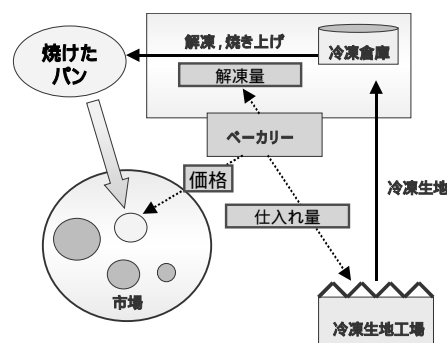 焼けた
パン
解凍,焼き上げ
冷凍倉庫
解凍量
ベーカリー
価格
冷凍生地
仕入れ量
市場
冷凍生地工場